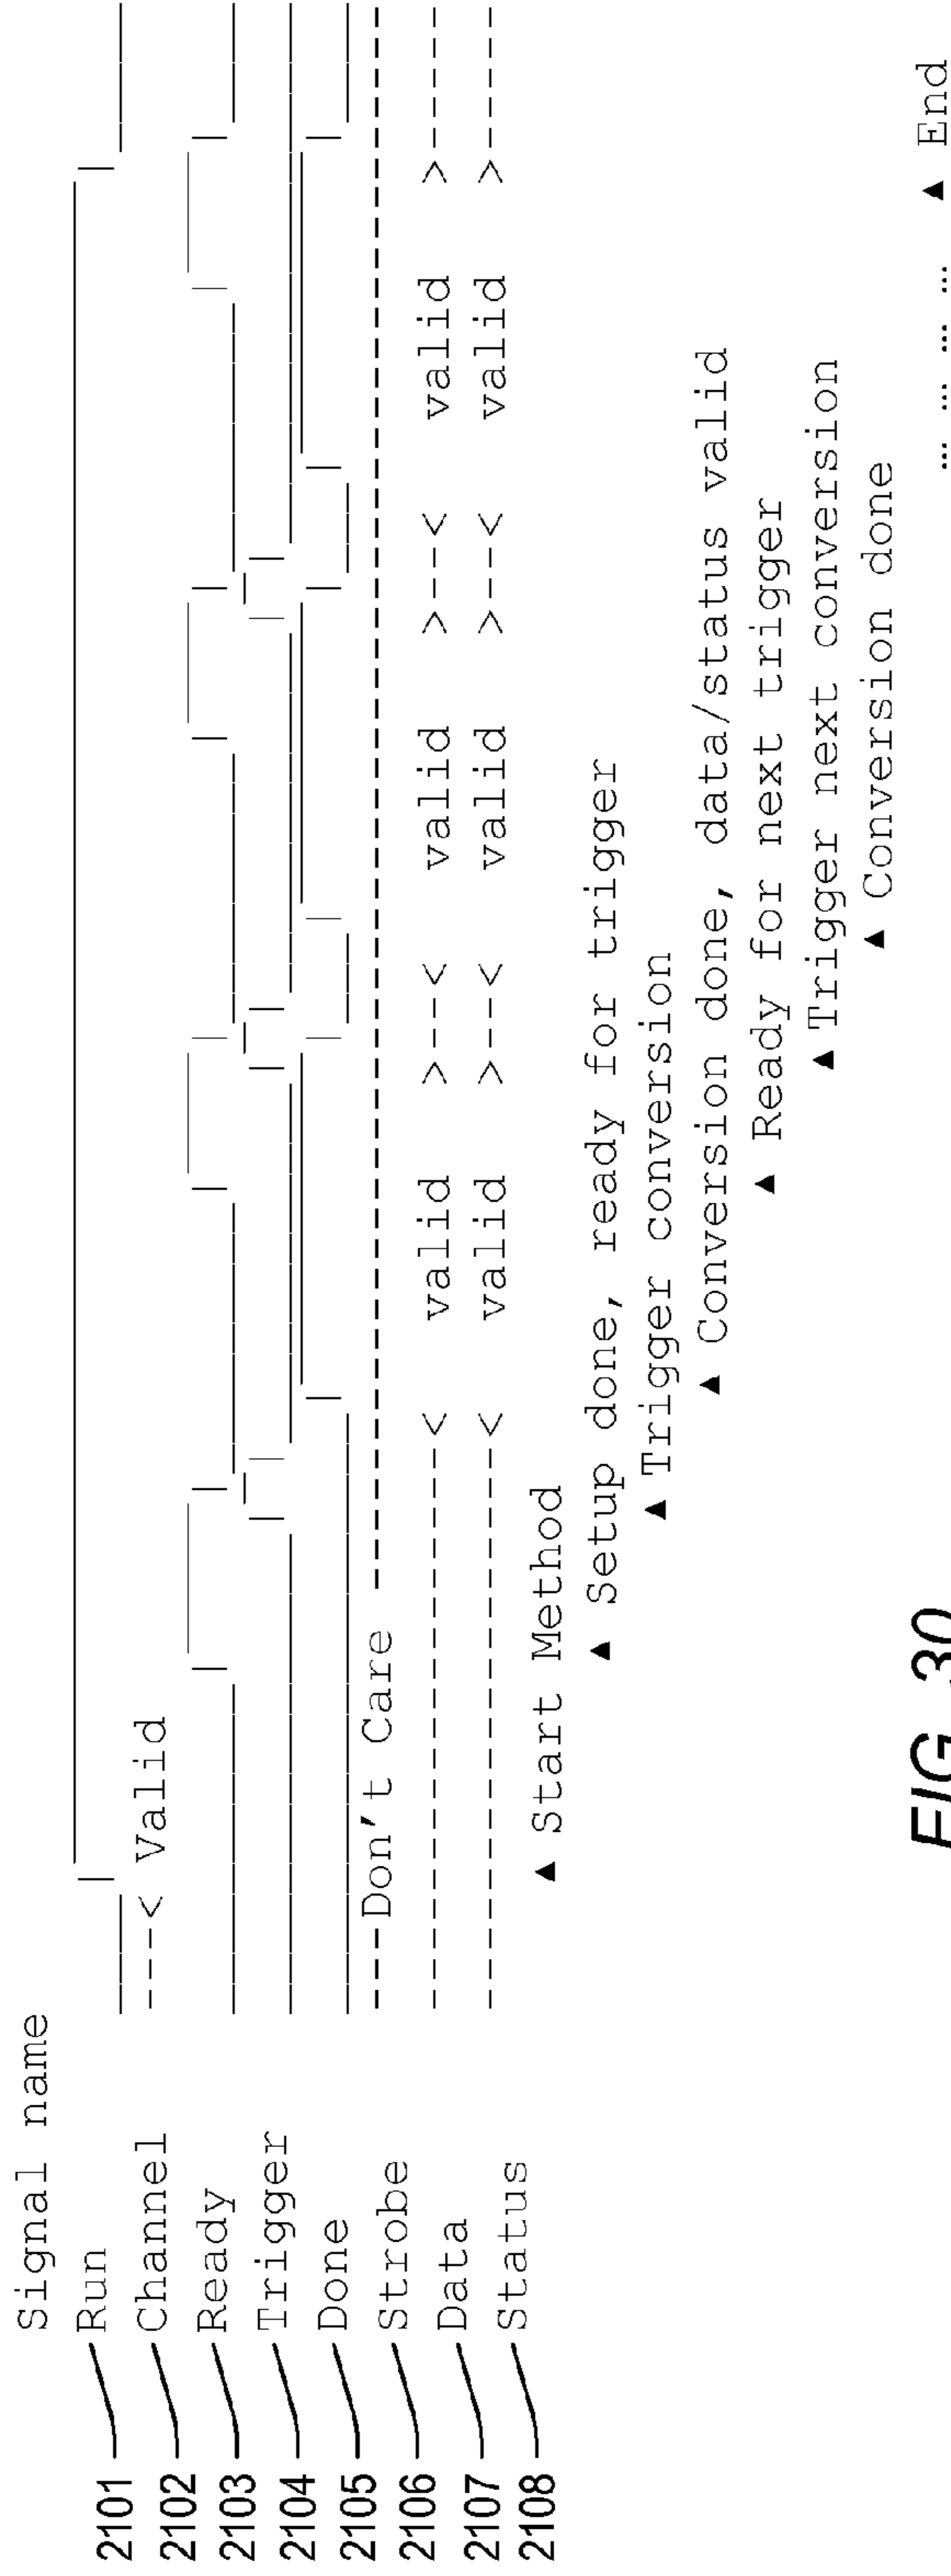 Signal name
2101 Run
2102 Channel ----< Valid
2103 Ready
2104 Trigger
2105 Done
2106 Strobe ---Don't Care ----------------------------------------
2107 Data ------------------< valid >---< valid >---< valid >-----
2108 Status ------------------< valid >---< valid >---< valid >-----
▲ Start Method
▲ Setup done, ready for trigger
▲ Trigger conversion
▲ Conversion done, data/status valid
▲ Ready for next trigger
▲ Trigger next conversion
▲ Conversion done
... ... ... ... ▲ End
FIG. 30